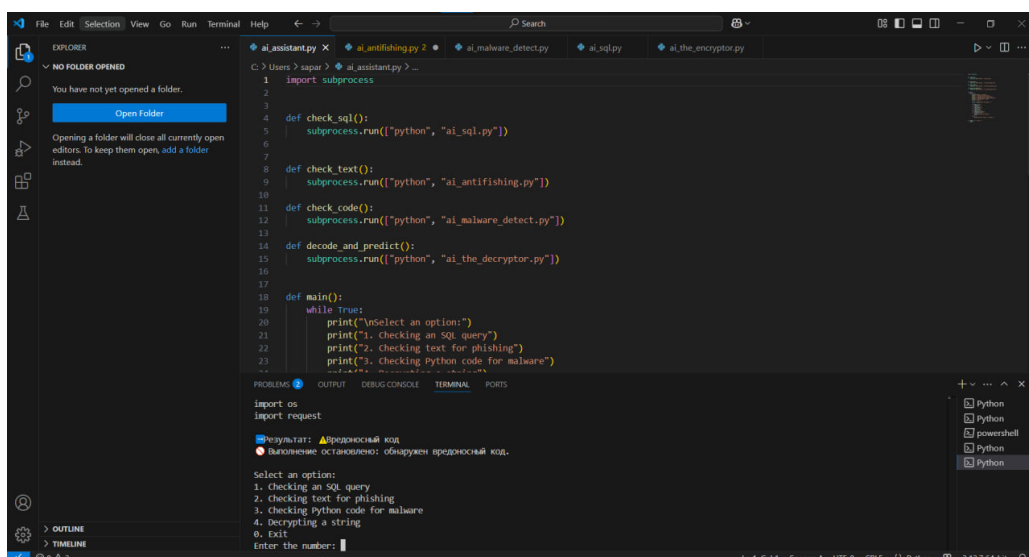 File Edit Selection View Go Run Terminal Help
Search
EXPLORER
NO FOLDER OPENED
You have not yet opened a folder.
Open Folder
Opening a folder will close all currently open
editors. To keep them open, add a folder
instead.
OUTLINE
TIMELINE
ai_assistant.py
ai_antifishing.py 2
ai_malware_detect.py
ai_sql.py
ai_the_encryptor.py
C: > Users > sapar > ai_assistant.py > ...
1 import subprocess
2
3
4 def check_sql():
5 subprocess.run(["python", "ai_sql.py"])
6
7
8 def check_text():
9 subprocess.run(["python", "ai_antifishing.py"])
10
11 def check_code():
12 subprocess.run(["python", "ai_malware_detect.py"])
13
14 def decode_and_predict():
15 subprocess.run(["python", "ai_the_decryptor.py"])
16
17
18 def main():
19 while True:
20 print("\nSelect an option:")
21 print("1. Checking an SQL query")
22 print("2. Checking text for phishing")
23 print("3. Checking Python code for malware")
PROBLEMS 2 OUTPUT DEBUG CONSOLE TERMINAL PORTS
import os
import request
Результат: Вредоносный код
Выполнение остановлено: обнаружен вредоносный код.
Select an option:
1. Checking an SQL query
2. Checking text for phishing
3. Checking Python code for malware
4. Decrypting a string
0. Exit
Enter the number:
Python
Python
powershell
Python
Python